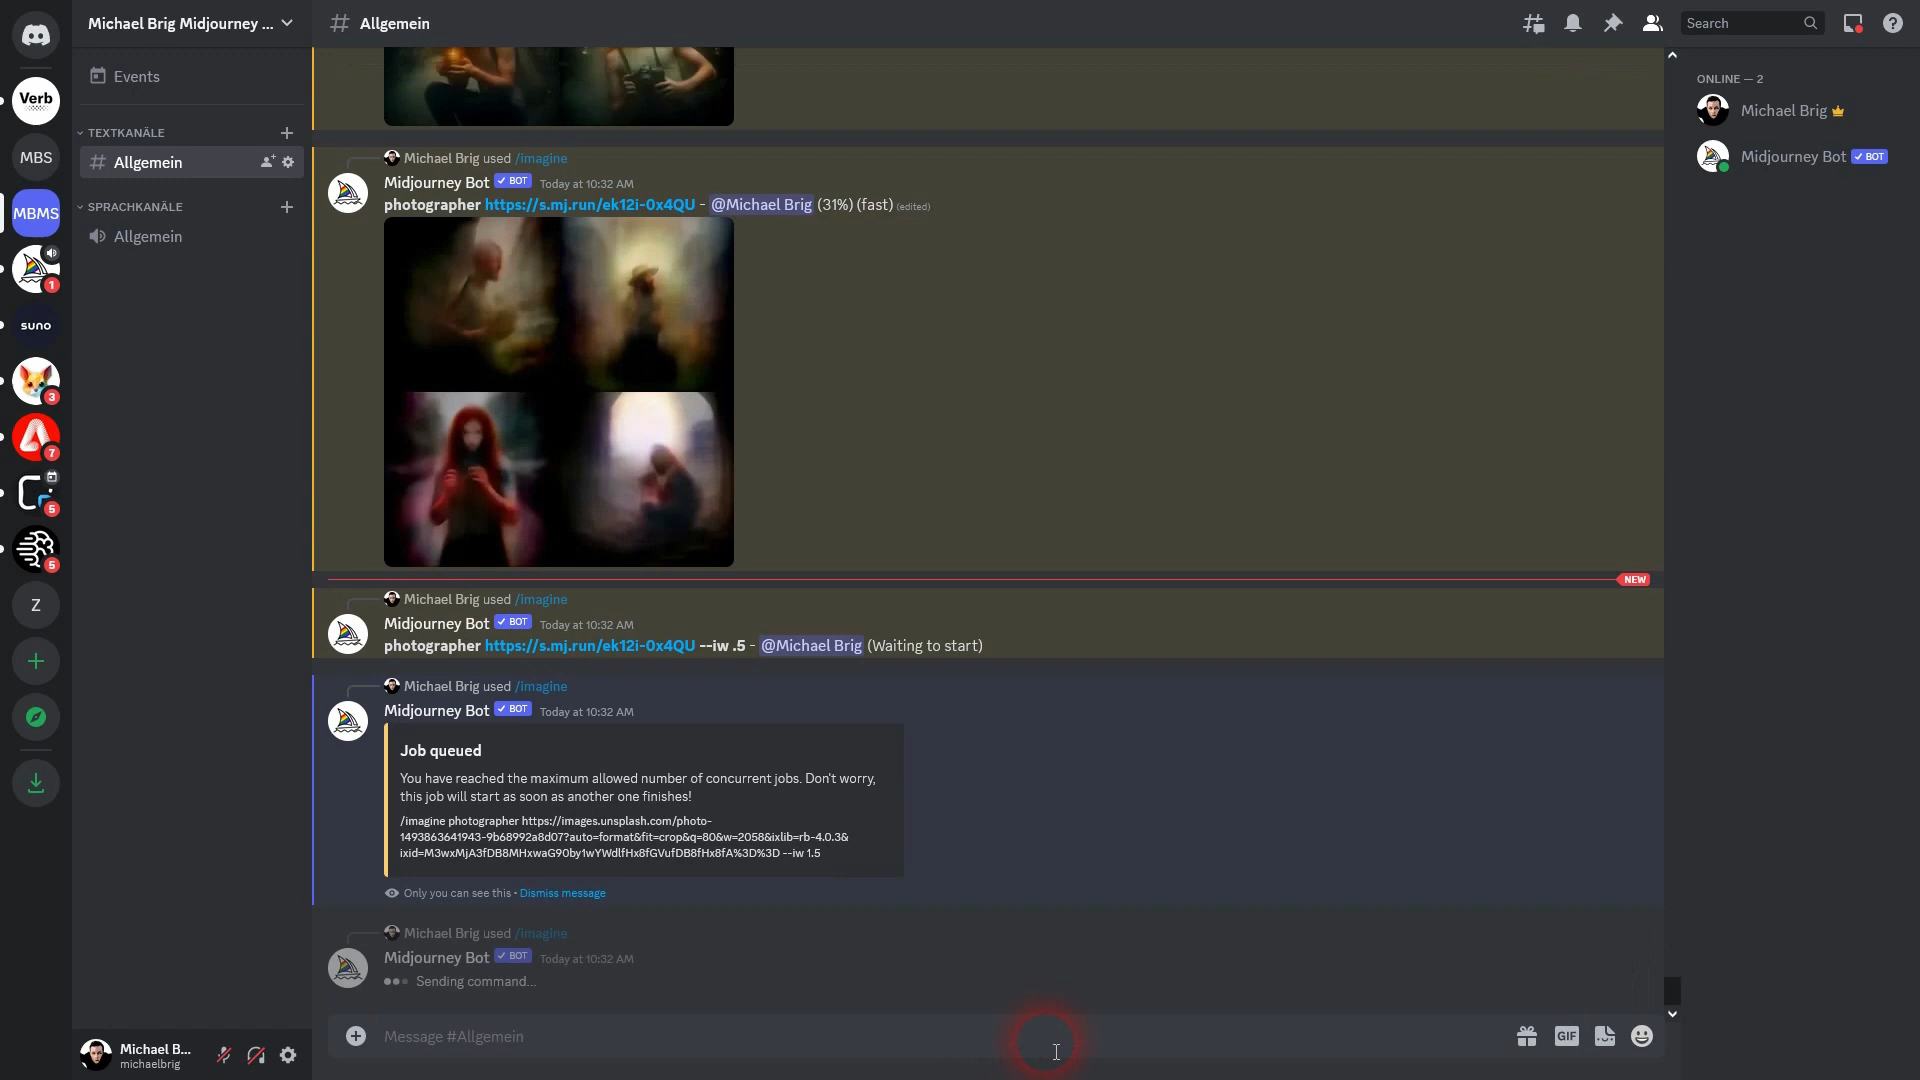 Michael Brig Midjourney ...
Allgemein
Search
Events
TEXTKANÄLE
Allgemein
SPRACHKANÄLE
Allgemein
Verb
MBS
MBMS
1
suno
3
7
5
5
Z
Michael B...
michaelbrig
Michael Brig used /imagine
Midjourney Bot BOT Today at 10:32 AM
photographer https://s.mj.run/ek12i-0x4QU - @Michael Brig (31%) (fast) (edited)
NEW
Michael Brig used /imagine
Midjourney Bot BOT Today at 10:32 AM
photographer https://s.mj.run/ek12i-0x4QU --iw .5 - @Michael Brig (Waiting to start)
Michael Brig used /imagine
Midjourney Bot BOT Today at 10:32 AM
Job queued
You have reached the maximum allowed number of concurrent jobs. Don't worry,
this job will start as soon as another one finishes!
/imagine photographer https://images.unsplash.com/photo-
1493863641943-9b68992a8d07?auto=format&fit=crop&q=80&w=2058&ixlib=rb-4.0.3&
ixid=M3wxMjA3fDB8MHxwaG90by1wYWdlfHx8fGVufDB8fHx8fA%3D%3D --iw 1.5
Only you can see this • Dismiss message
Michael Brig used /imagine
Midjourney Bot BOT Today at 10:32 AM
Sending command...
Message #Allgemein
GIF
ONLINE — 2
Michael Brig
Midjourney Bot BOT